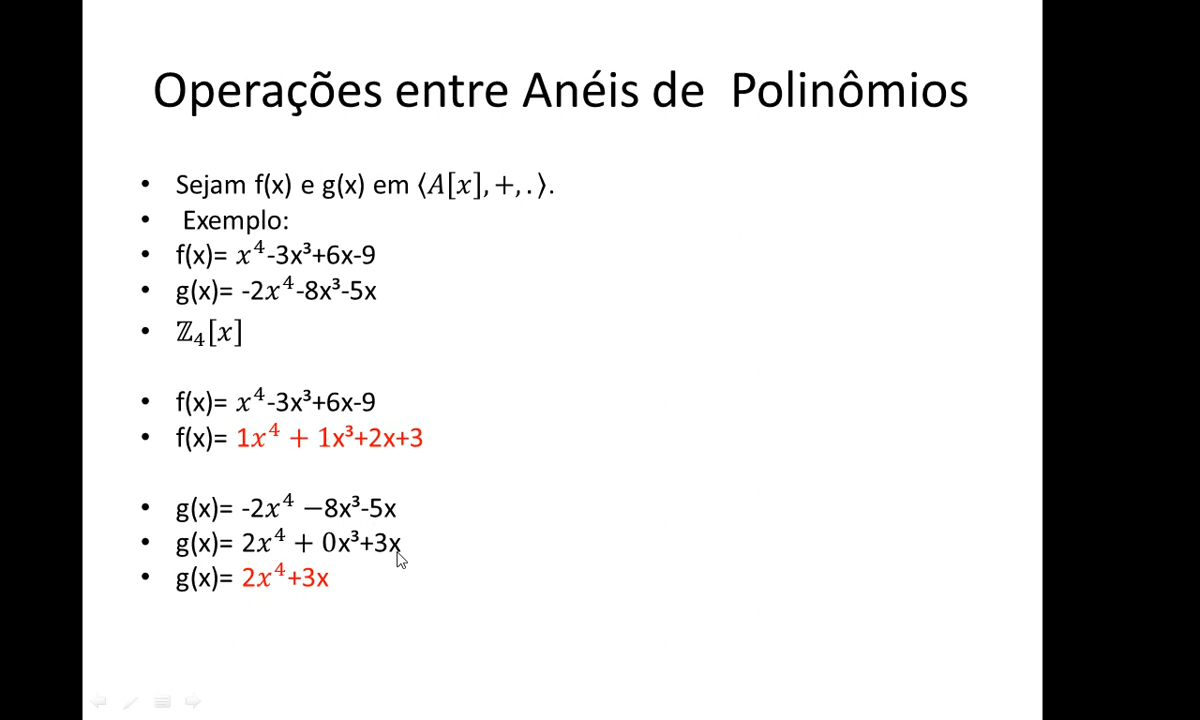 Operações entre Anéis de Polinômios
• Sejam f(x) e g(x) em ⟨A[x],+,.⟩.
• Exemplo:
• f(x)= x⁴-3x³+6x-9
• g(x)= -2x⁴-8x³-5x
• ℤ₄[x]
• f(x)= x⁴-3x³+6x-9
• f(x)= 1x⁴ + 1x³+2x+3
• g(x)= -2x⁴ −8x³-5x
• g(x)= 2x⁴ + 0x³+3x
• g(x)= 2x⁴+3x